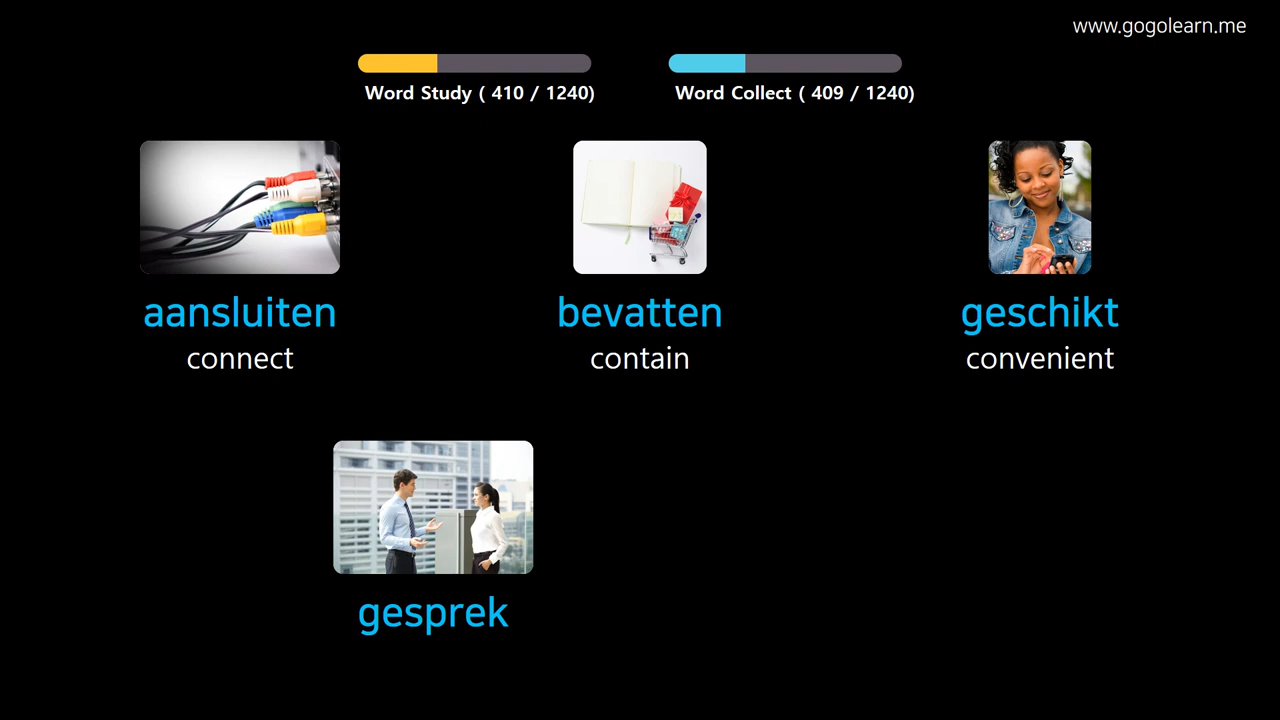 www.gogolearn.me
Word Study ( 410 / 1240)
Word Collect ( 409 / 1240)
aansluiten
connect
bevatten
contain
geschikt
convenient
gesprek